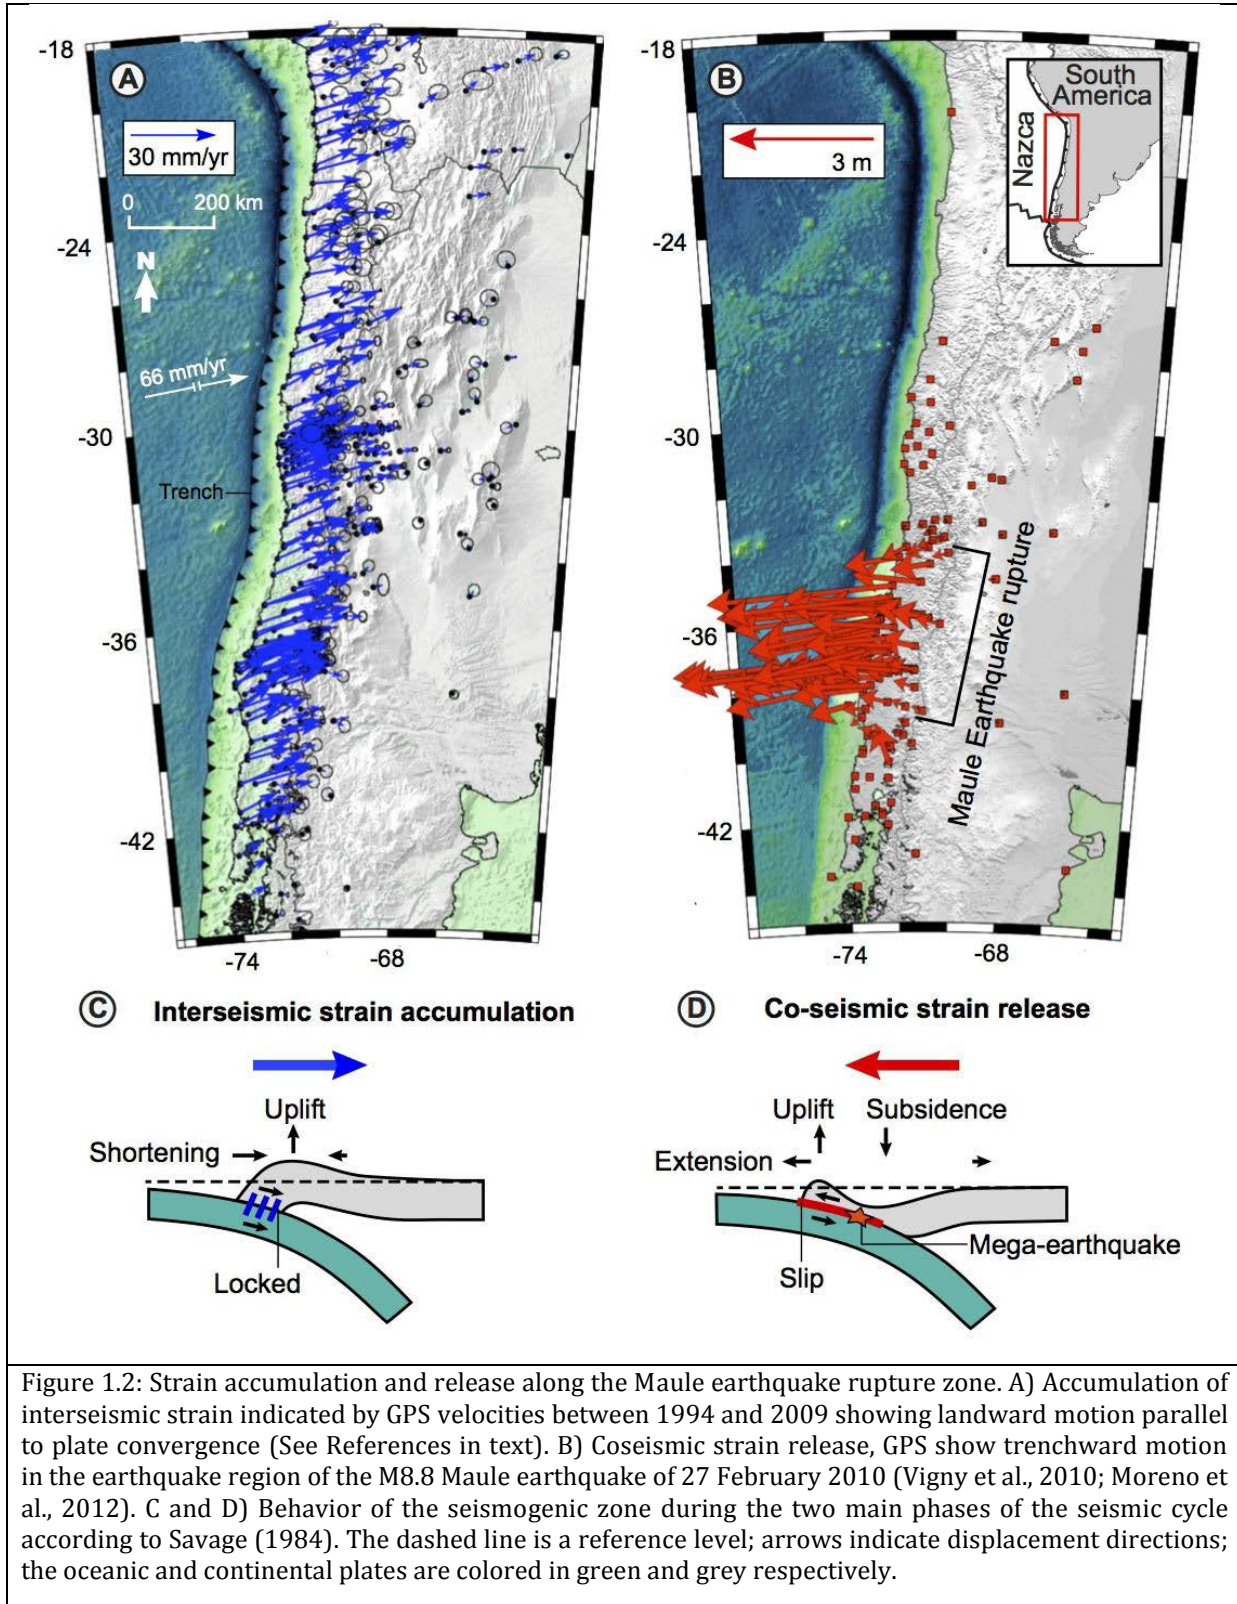 A
30 mm/yr
0 200 km
N
66 mm/yr
Trench
-18
-24
-30
-36
-42
-74
-68
B
3 m
South
America
Nazca
Maule Earthquake rupture
-18
-24
-30
-36
-42
-74
-68
C Interseismic strain accumulation
Uplift
Shortening
Locked
D Co-seismic strain release
Uplift Subsidence
Extension
Mega-earthquake
Slip
Figure 1.2: Strain accumulation and release along the Maule earthquake rupture zone. A) Accumulation of
interseismic strain indicated by GPS velocities between 1994 and 2009 showing landward motion parallel
to plate convergence (See References in text). B) Coseismic strain release, GPS show trenchward motion
in the earthquake region of the M8.8 Maule earthquake of 27 February 2010 (Vigny et al., 2010; Moreno et
al., 2012). C and D) Behavior of the seismogenic zone during the two main phases of the seismic cycle
according to Savage (1984). The dashed line is a reference level; arrows indicate displacement directions;
the oceanic and continental plates are colored in green and grey respectively.